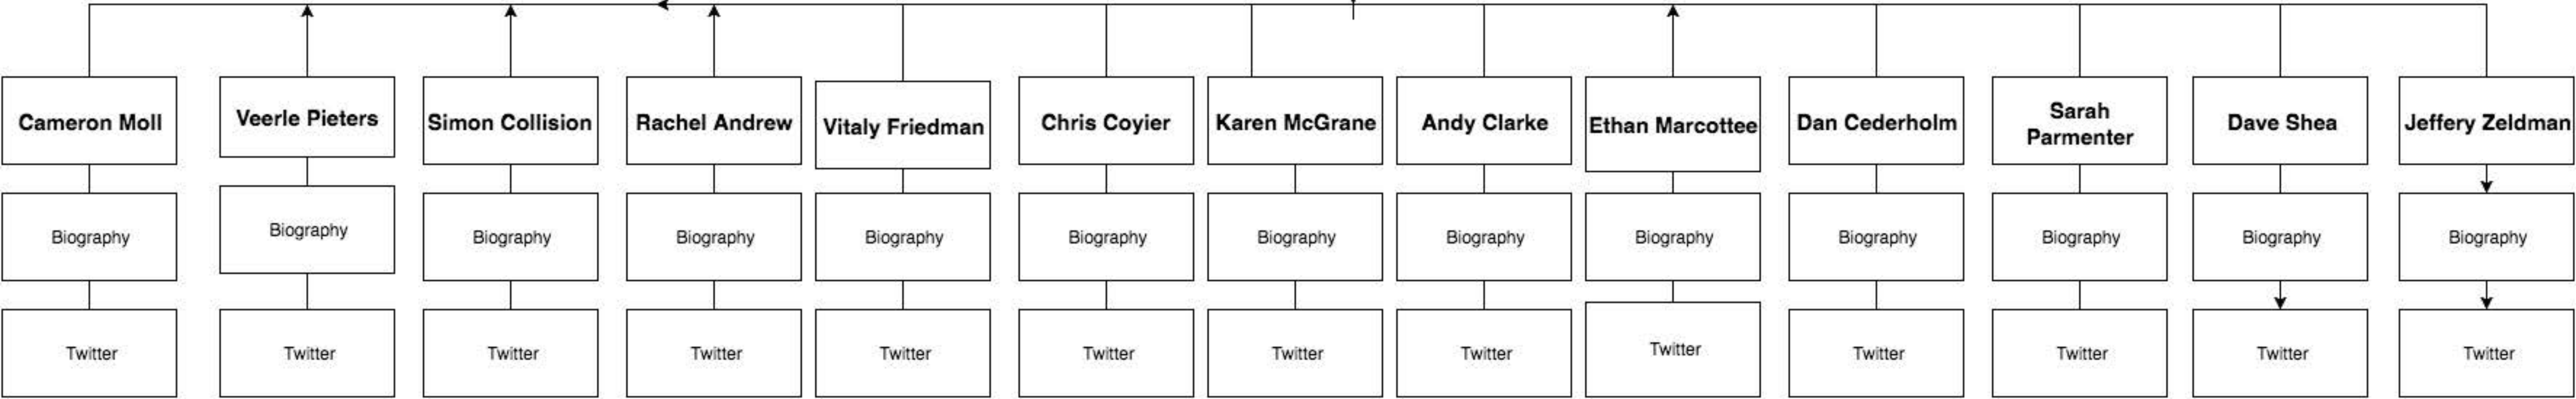 Cameron Moll
Veerle Pieters
Simon Collision
Rachel Andrew
Vitaly Friedman
Chris Coyier
Karen McGrane
Andy Clarke
Ethan Marcottee
Dan Cederholm
Sarah
Parmenter
Dave Shea
Jeffery Zeldman
Biography
Biography
Biography
Biography
Biography
Biography
Biography
Biography
Biography
Biography
Biography
Biography
Biography
Twitter
Twitter
Twitter
Twitter
Twitter
Twitter
Twitter
Twitter
Twitter
Twitter
Twitter
Twitter
Twitter